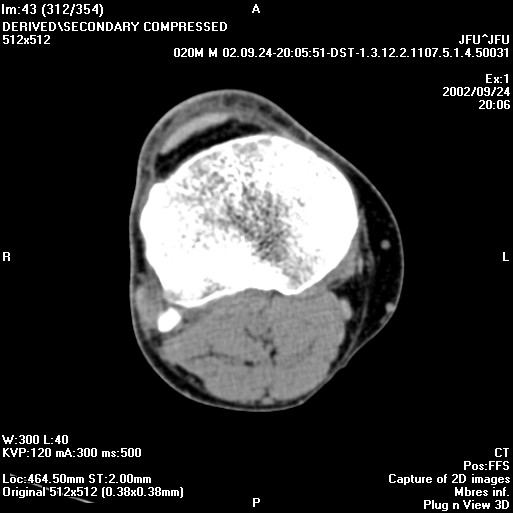 Im:43 (312/354)
A
DERIVED\SECONDARY COMPRESSED
512x512
JFU^JFU
020M M 02.09.24-20:05:51-DST-1.3.12.2.1107.5.1.4.50031
Ex:1
2002/09/24
20:06
R
L
W:300 L:40
KVP:120 mA:300 ms:500
CT
Pos:FFS
Loc:464.50mm ST:2.00mm
Capture of 2D images
Original 512x512 (0.38x0.38mm)
Mbres inf.
P
Plug n View 3D